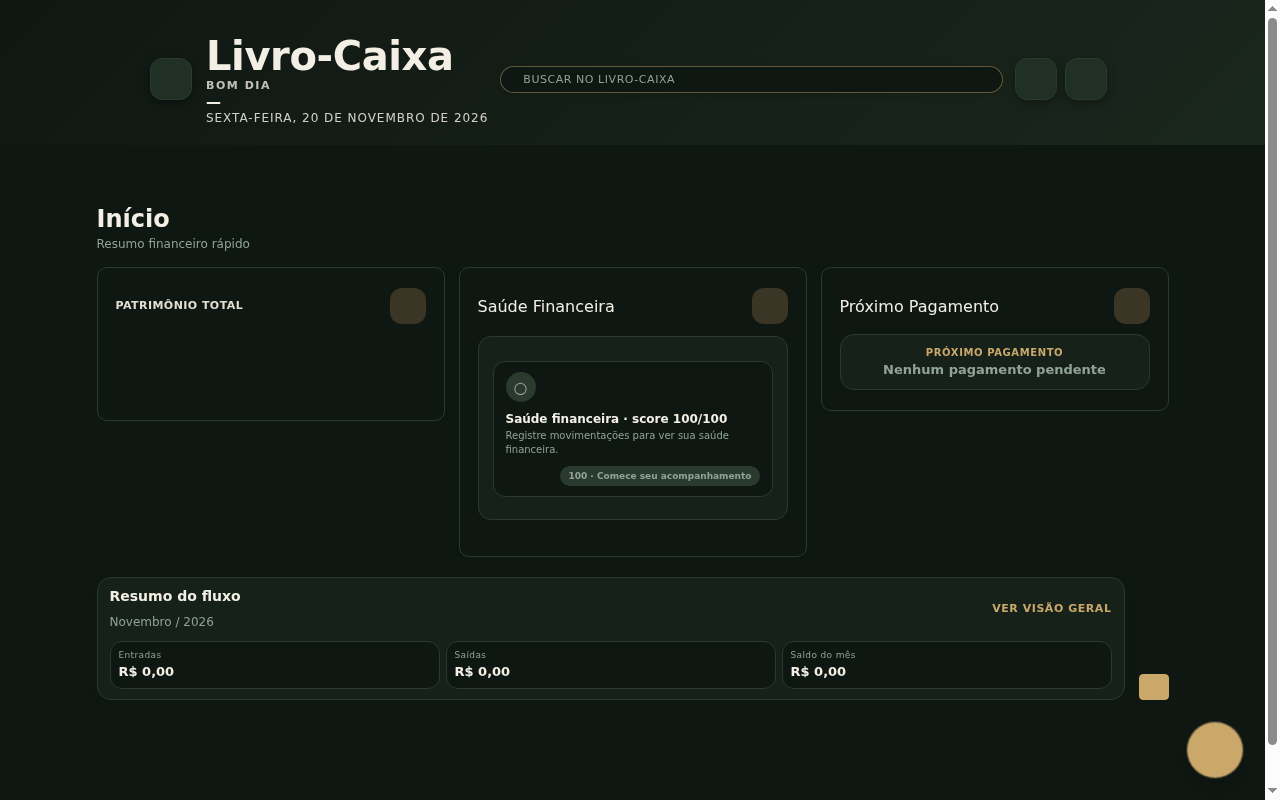 Livro-Caixa
BOM DIA
—
SEXTA-FEIRA, 20 DE NOVEMBRO DE 2026
BUSCAR NO LIVRO-CAIXA
Início
Resumo financeiro rápido
PATRIMÔNIO TOTAL
Saúde Financeira
Saúde financeira · score 100/100
Registre movimentações para ver sua saúde
financeira.
100 · Comece seu acompanhamento
Próximo Pagamento
PRÓXIMO PAGAMENTO
Nenhum pagamento pendente
Resumo do fluxo
Novembro / 2026
VER VISÃO GERAL
Entradas
R$ 0,00
Saídas
R$ 0,00
Saldo do mês
R$ 0,00